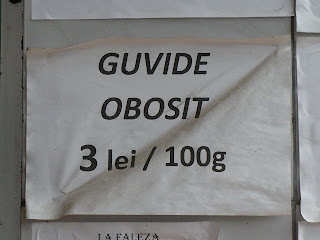 GUVIDE
OBOSIT
3 lei / 100g
LA FALEZA